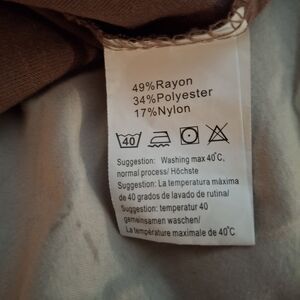 49%Rayon
34%Polyester
17%Nylon
40
Suggestion: Washing max 40℃,
normal process/ Höchste
Suggestion: La temperatura màxima
de 40 grados de lavado de rutina/
Suggestion: temperatur 40
gemeinsamen waschen/
La température maximale de 40℃